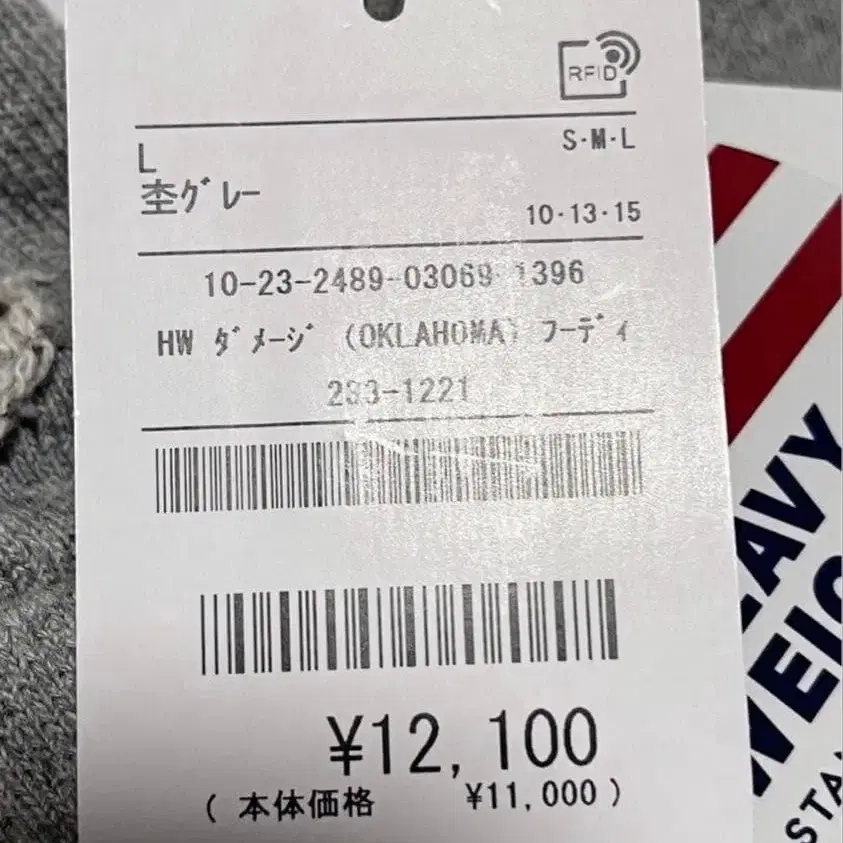 RFID
L
S・M・L
杢グレー
10・13・15
10-23-2489-03069 1396
HW ダメージ (OKLAHOMA) フーディ
233-1221
¥12,100
(本体価格 ¥11,000)